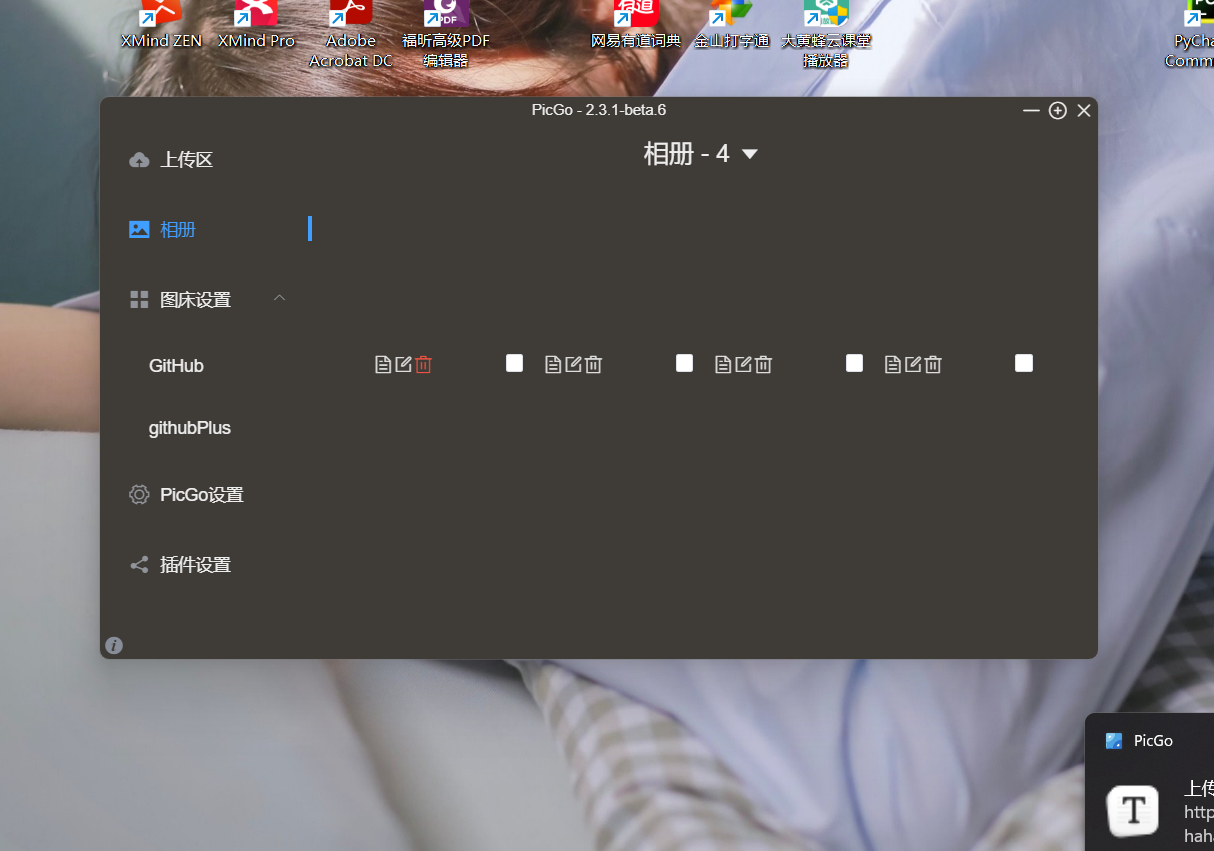 XMind ZEN
XMind Pro
Adobe
Acrobat DC
PDF
福昕高级PDF
编辑器
有道
网易有道词典
金山打字通
大黄蜂云课堂
播放器
PicGo - 2.3.1-beta.6
上传区
相册 - 4
相册
图床设置
GitHub
githubPlus
PicGo设置
插件设置
PicGo
T
上传
http